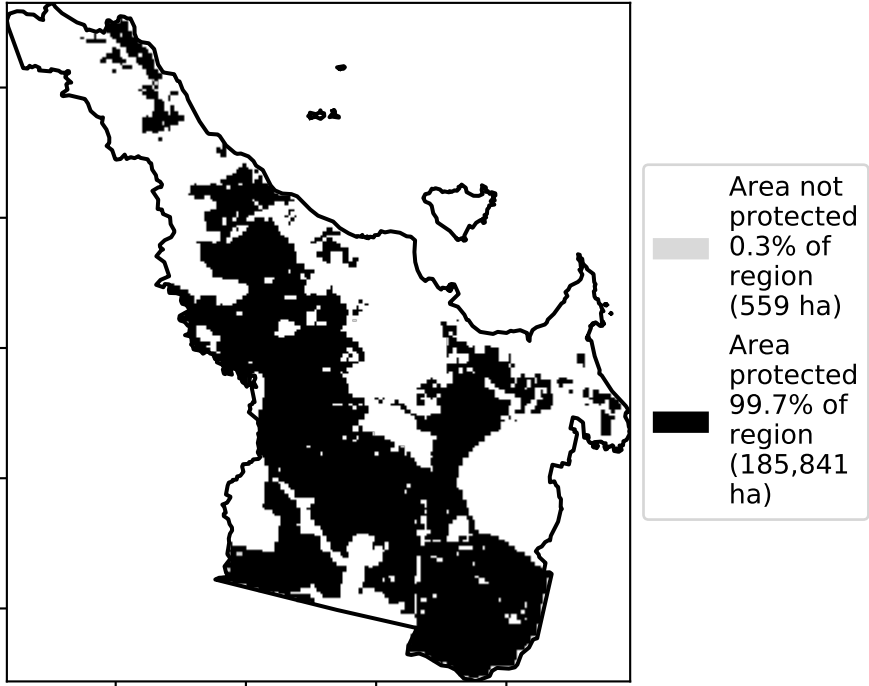 Area not
protected
0.3% of
region
(559 ha)
Area
protected
99.7% of
region
(185,841
ha)